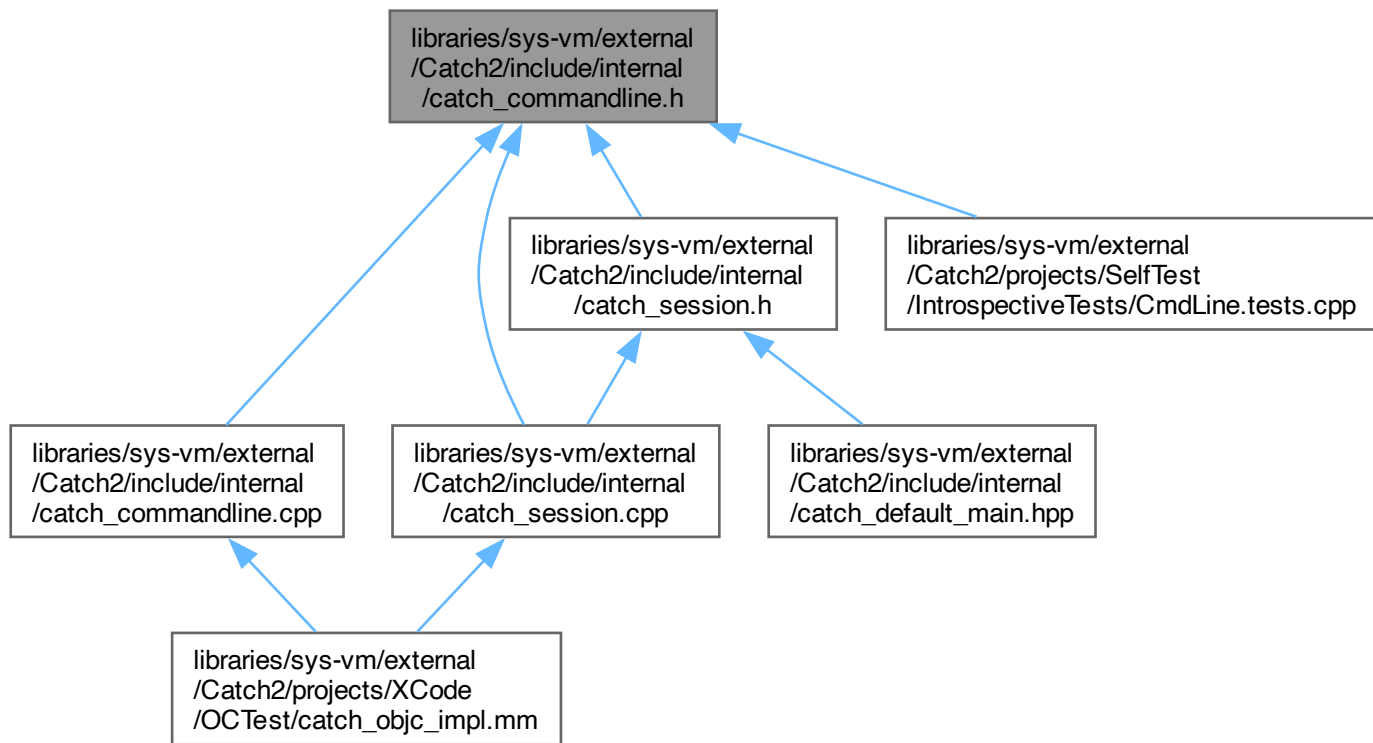 libraries/sys-vm/external
/Catch2/include/internal
/catch_commandline.h
libraries/sys-vm/external
/Catch2/include/internal
/catch_session.h
libraries/sys-vm/external
/Catch2/projects/SelfTest
/IntrospectiveTests/CmdLine.tests.cpp
libraries/sys-vm/external
/Catch2/include/internal
/catch_commandline.cpp
libraries/sys-vm/external
/Catch2/include/internal
/catch_session.cpp
libraries/sys-vm/external
/Catch2/include/internal
/catch_default_main.hpp
libraries/sys-vm/external
/Catch2/projects/XCode
/OCTest/catch_objc_impl.mm